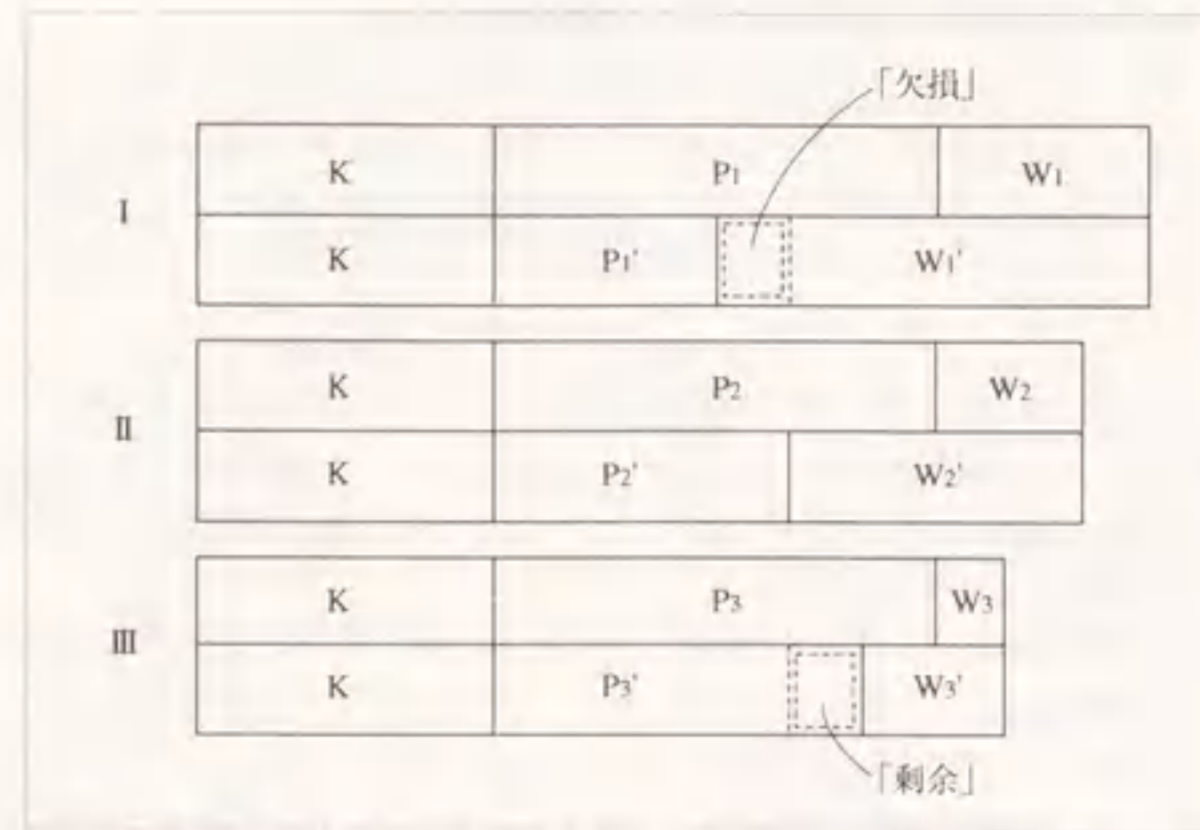 「欠損」
I K P1 W1
K P1' W1'
II K P2 W2
K P2' W2'
III K P3 W3
K P3' W3'
「剰余」